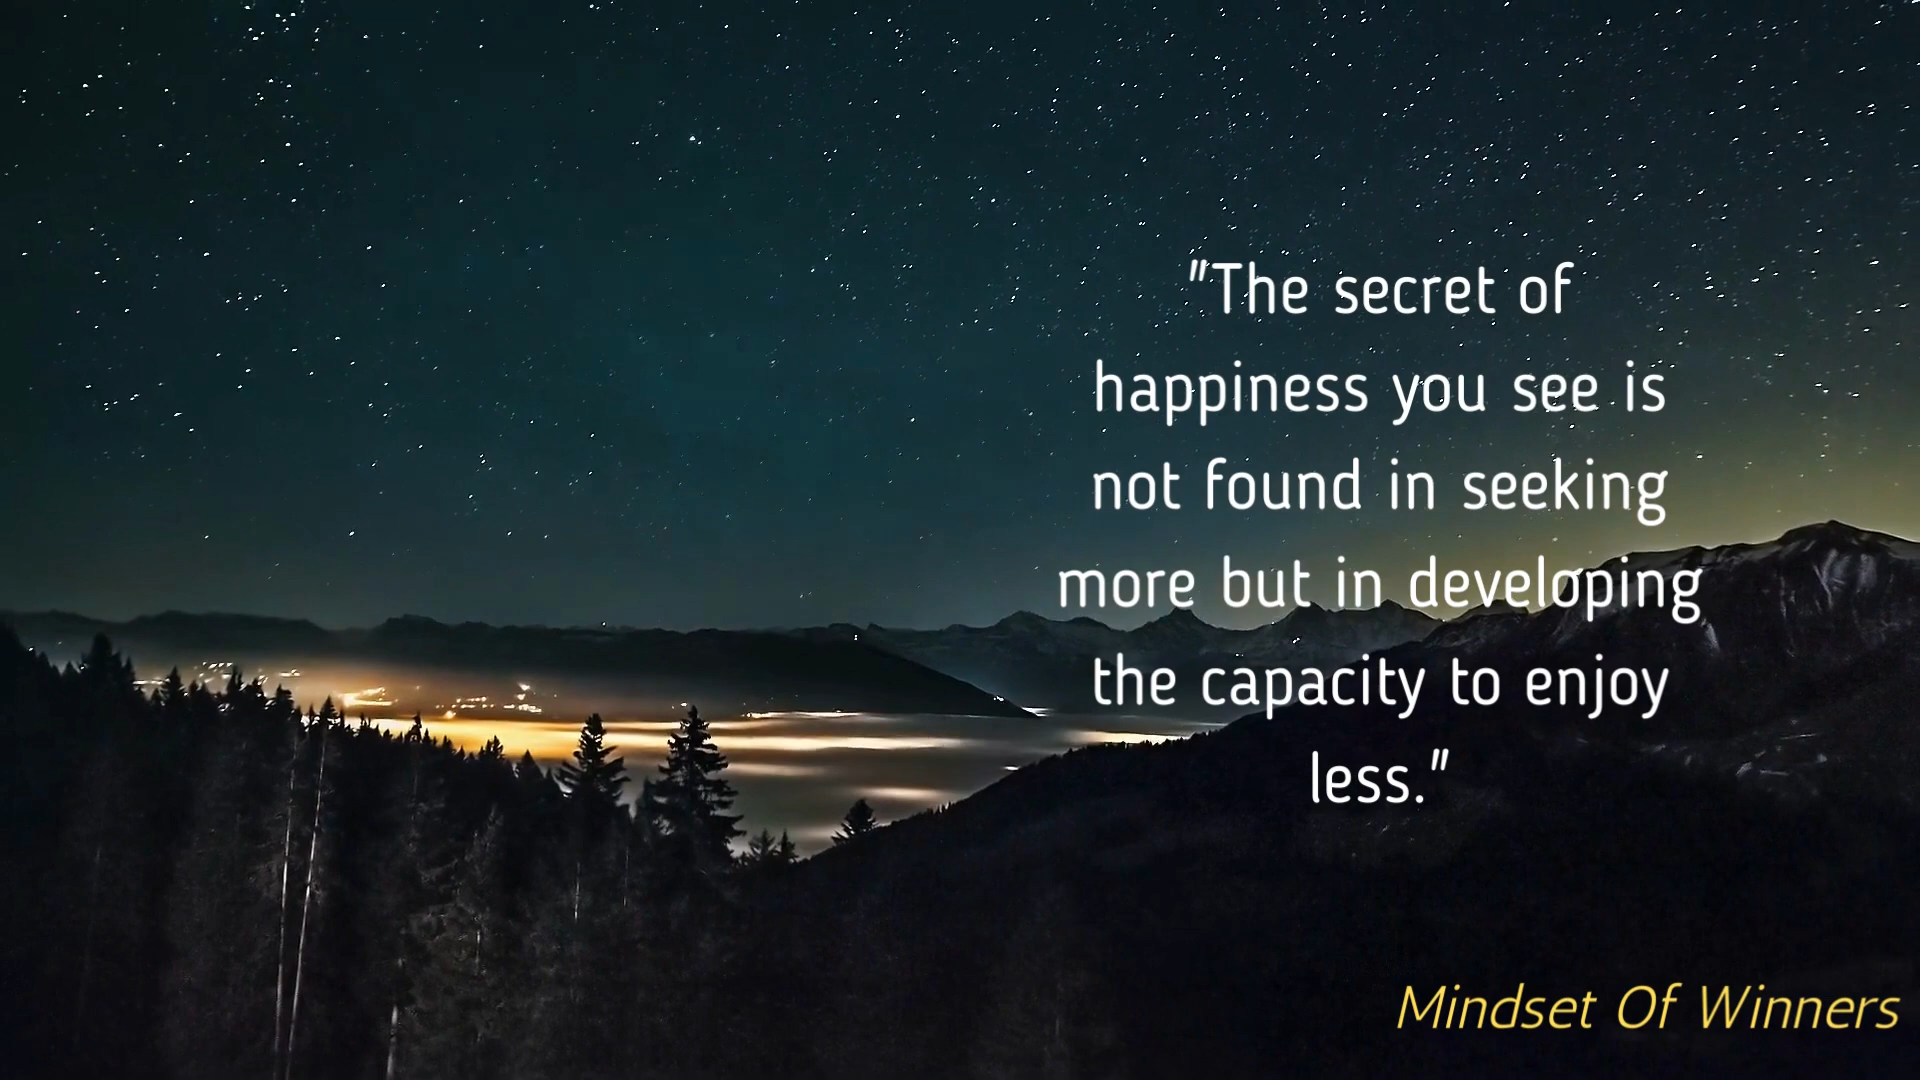 "The secret of
happiness you see is
not found in seeking
more but in developing
the capacity to enjoy
less."
Mindset Of Winners